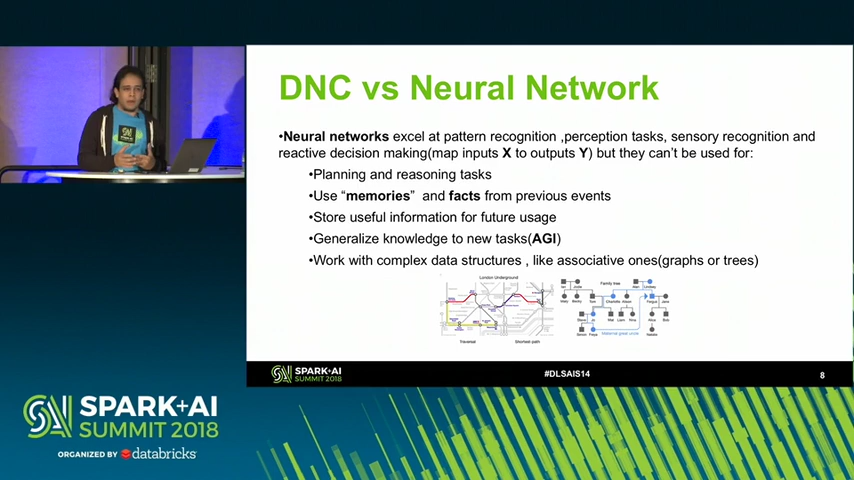 DNC vs Neural Network
•Neural networks excel at pattern recognition ,perception tasks, sensory recognition and
reactive decision making(map inputs X to outputs Y) but they can't be used for:
•Planning and reasoning tasks
•Use “memories” and facts from previous events
•Store useful information for future usage
•Generalize knowledge to new tasks(AGI)
•Work with complex data structures , like associative ones(graphs or trees)
London Underground
Family tree
Traversal
Shortest path
Maternal great uncle
SPARK+AI
SUMMIT 2018
#DLSAIS14
8
SPARK+AI
SUMMIT 2018
ORGANIZED BY databricks